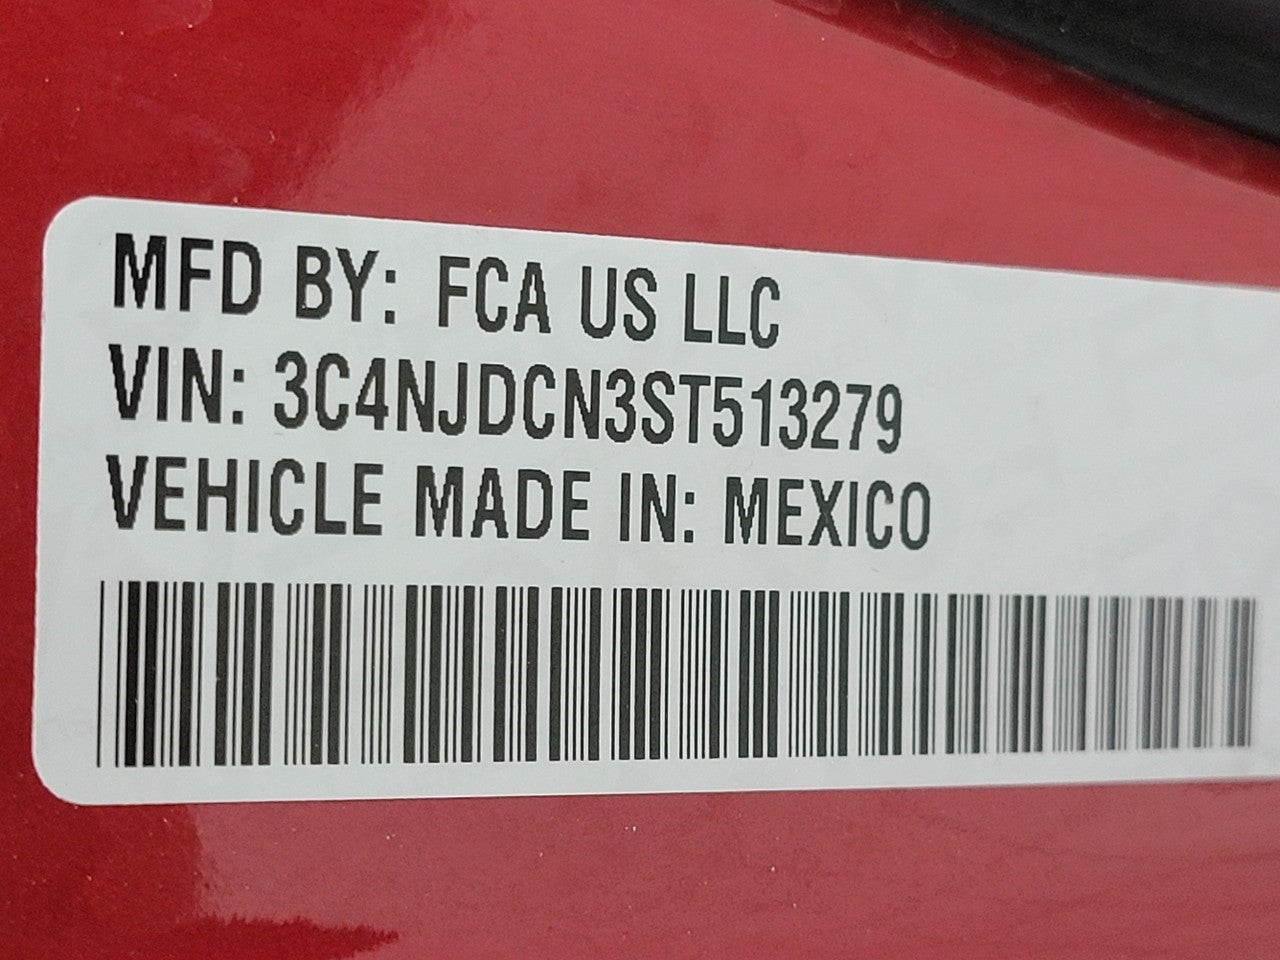 MFD BY: FCA US LLC
VIN: 3C4NJDCN3ST513279
VEHICLE MADE IN: MEXICO